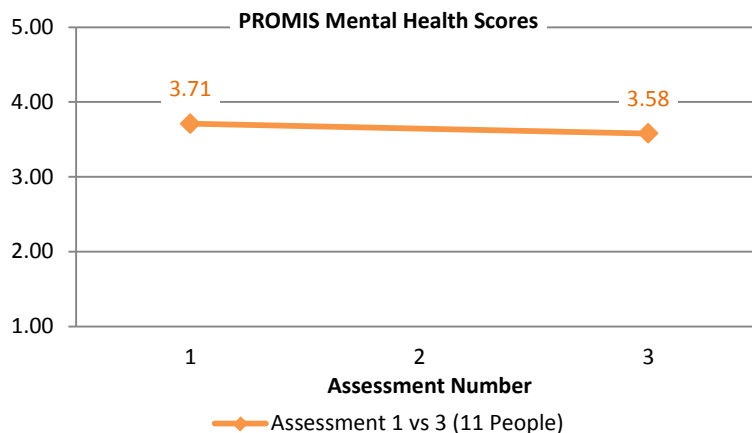 PROMIS Mental Health Scores
5.00
4.00
3.00
2.00
1.00
3.71
3.58
1 2 3
Assessment Number
Assessment 1 vs 3 (11 People)